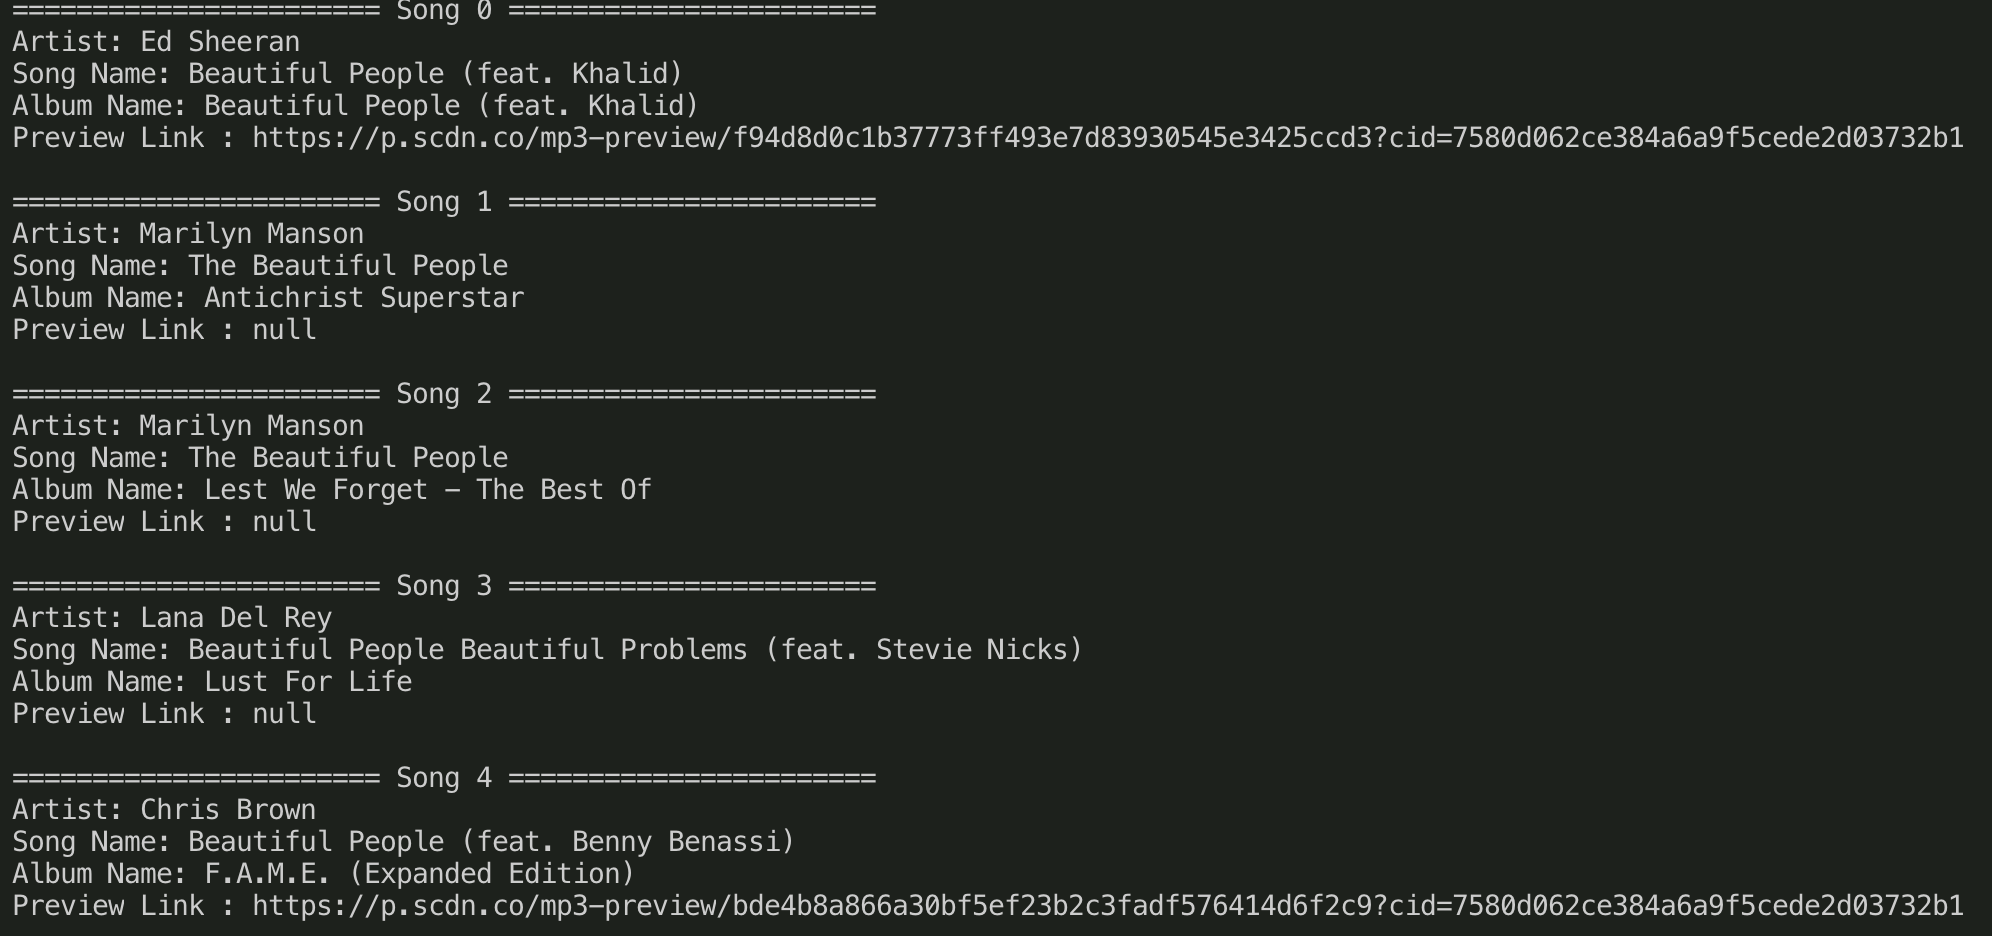 ======================= Song 0 =======================
Artist: Ed Sheeran
Song Name: Beautiful People (feat. Khalid)
Album Name: Beautiful People (feat. Khalid)
Preview Link : https://p.scdn.co/mp3-preview/f94d8d0c1b37773ff493e7d83930545e3425ccd3?cid=7580d062ce384a6a9f5cede2d03732b1

======================= Song 1 =======================
Artist: Marilyn Manson
Song Name: The Beautiful People
Album Name: Antichrist Superstar
Preview Link : null

======================= Song 2 =======================
Artist: Marilyn Manson
Song Name: The Beautiful People
Album Name: Lest We Forget – The Best Of
Preview Link : null

======================= Song 3 =======================
Artist: Lana Del Rey
Song Name: Beautiful People Beautiful Problems (feat. Stevie Nicks)
Album Name: Lust For Life
Preview Link : null

======================= Song 4 =======================
Artist: Chris Brown
Song Name: Beautiful People (feat. Benny Benassi)
Album Name: F.A.M.E. (Expanded Edition)
Preview Link : https://p.scdn.co/mp3-preview/bde4b8a866a30bf5ef23b2c3fadf576414d6f2c9?cid=7580d062ce384a6a9f5cede2d03732b1